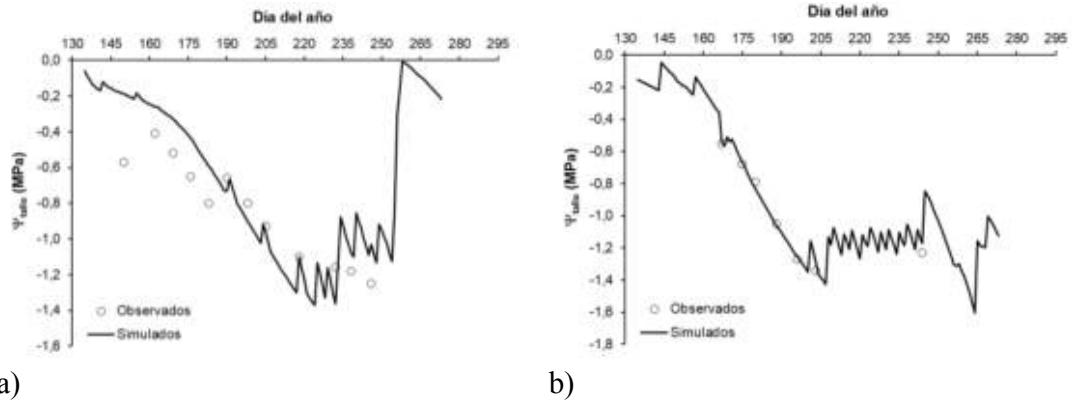 Día del año
130 145 160 175 190 205 220 235 250 265 280 295
0,0
-0,2
-0,4
-0,6
-0,8
-1,0
-1,2
-1,4
-1,6
Ψtallo (MPa)
Observados
Simulados
a)
Día del año
130 145 160 175 190 205 220 235 250 265 280 295
0,0
-0,2
-0,4
-0,6
-0,8
-1,0
-1,2
-1,4
-1,6
-1,8
Ψtallo (MPa)
Observados
Simulados
b)